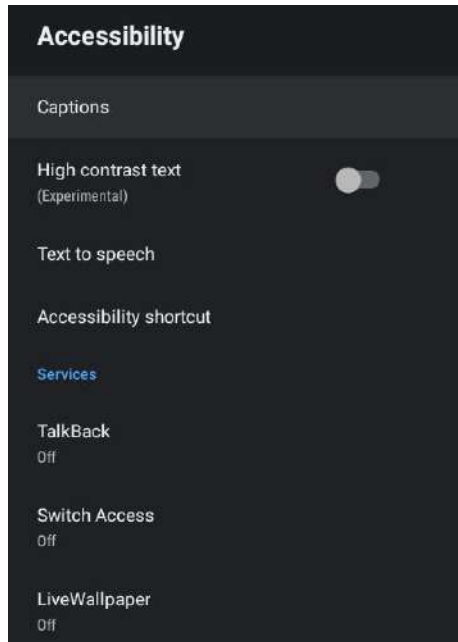 Accessibility
Captions
High contrast text
(Experimental)
Text to speech
Accessibility shortcut
Services
TalkBack
Off
Switch Access
Off
LiveWallpaper
Off